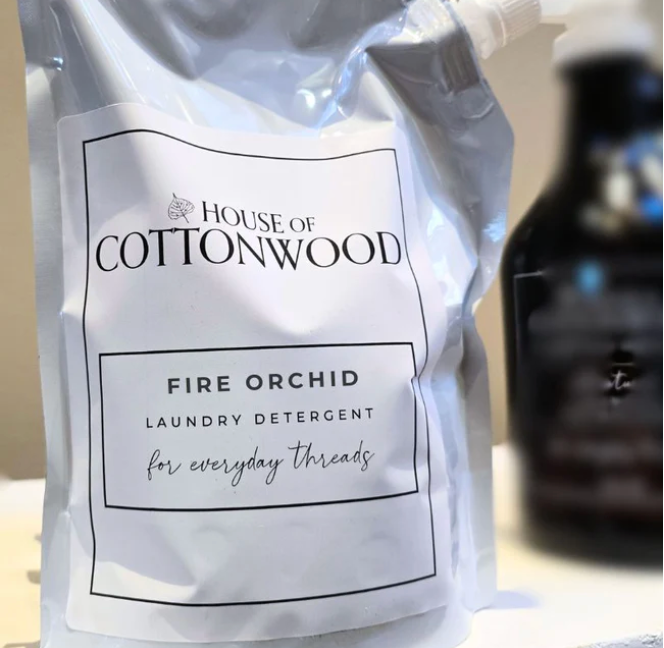 HOUSE OF
COTTONWOOD
FIRE ORCHID
LAUNDRY DETERGENT
for everyday threads